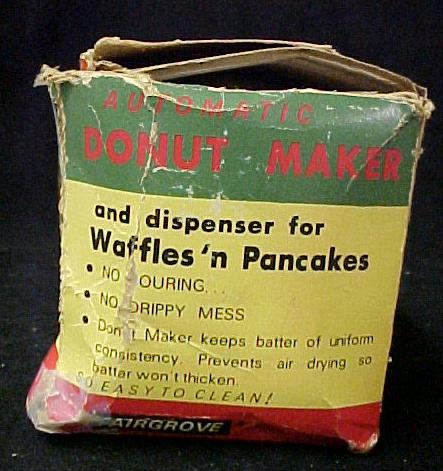 AUTOMATIC
DONUT MAKER
and dispenser for
Waffles 'n Pancakes
• NO POURING...
• NO DRIPPY MESS
• Donut Maker keeps batter of uniform
consistency. Prevents air drying so
batter won't thicken.
SO EASY TO CLEAN!
FAIRGROVE